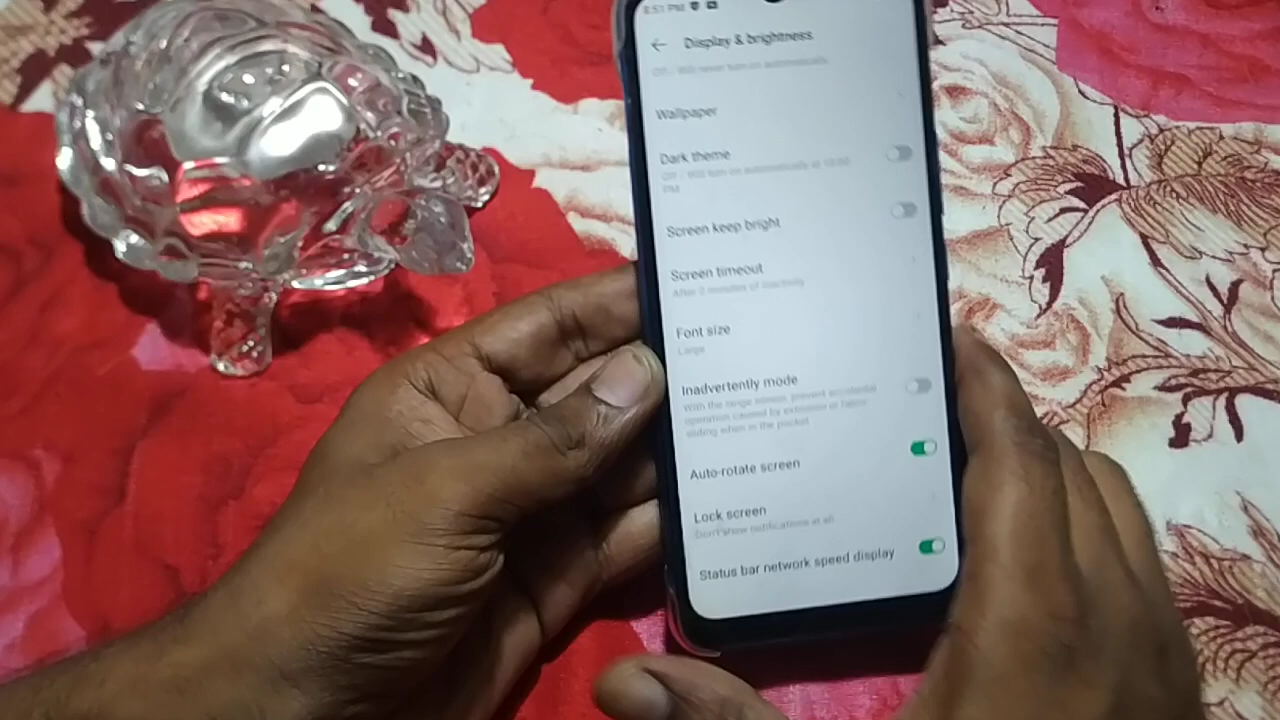 8:51 PM
Display & brightness
Off / Will never turn on automatically
Wallpaper
Dark theme
Off / Will turn on automatically at 10:00
PM
Screen keep bright
Screen timeout
After 2 minutes of inactivity
Font size
Large
Inadvertently mode
With the range sensor, prevent accidental
operation caused by extrusion or fabric
sliding when in the pocket
Auto-rotate screen
Lock screen
Don't show notifications at all
Status bar network speed display